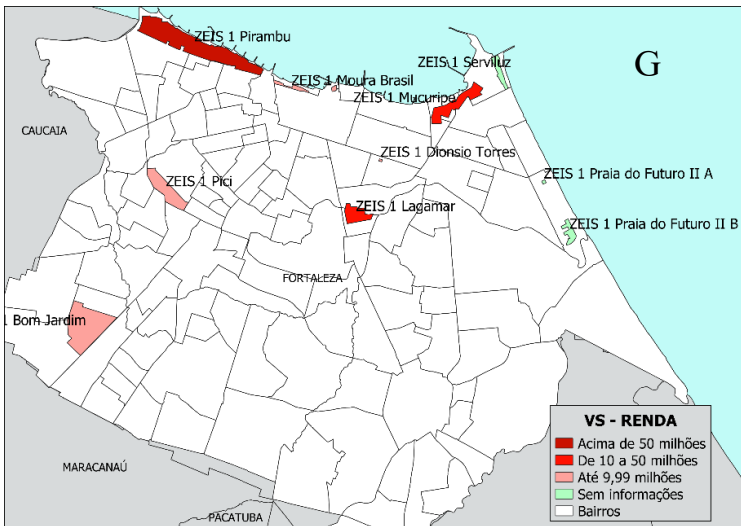 ZEIS 1 Pirambu
ZEIS 1 Serviluz
G
ZEIS 1 Moura Brasil
ZEIS 1 Mucuripe
CAUCAIA
ZEIS 1 Dionsio Torres
ZEIS 1 Praia do Futuro II A
ZEIS 1 Pici
ZEIS 1 Lagamar
ZEIS 1 Praia do Futuro II B
FORTALEZA
1 Bom Jardim
VS - RENDA
Acima de 50 milhões
De 10 a 50 milhões
Até 9,99 milhões
Sem informações
Bairros
MARACANAÚ
PACATUBA